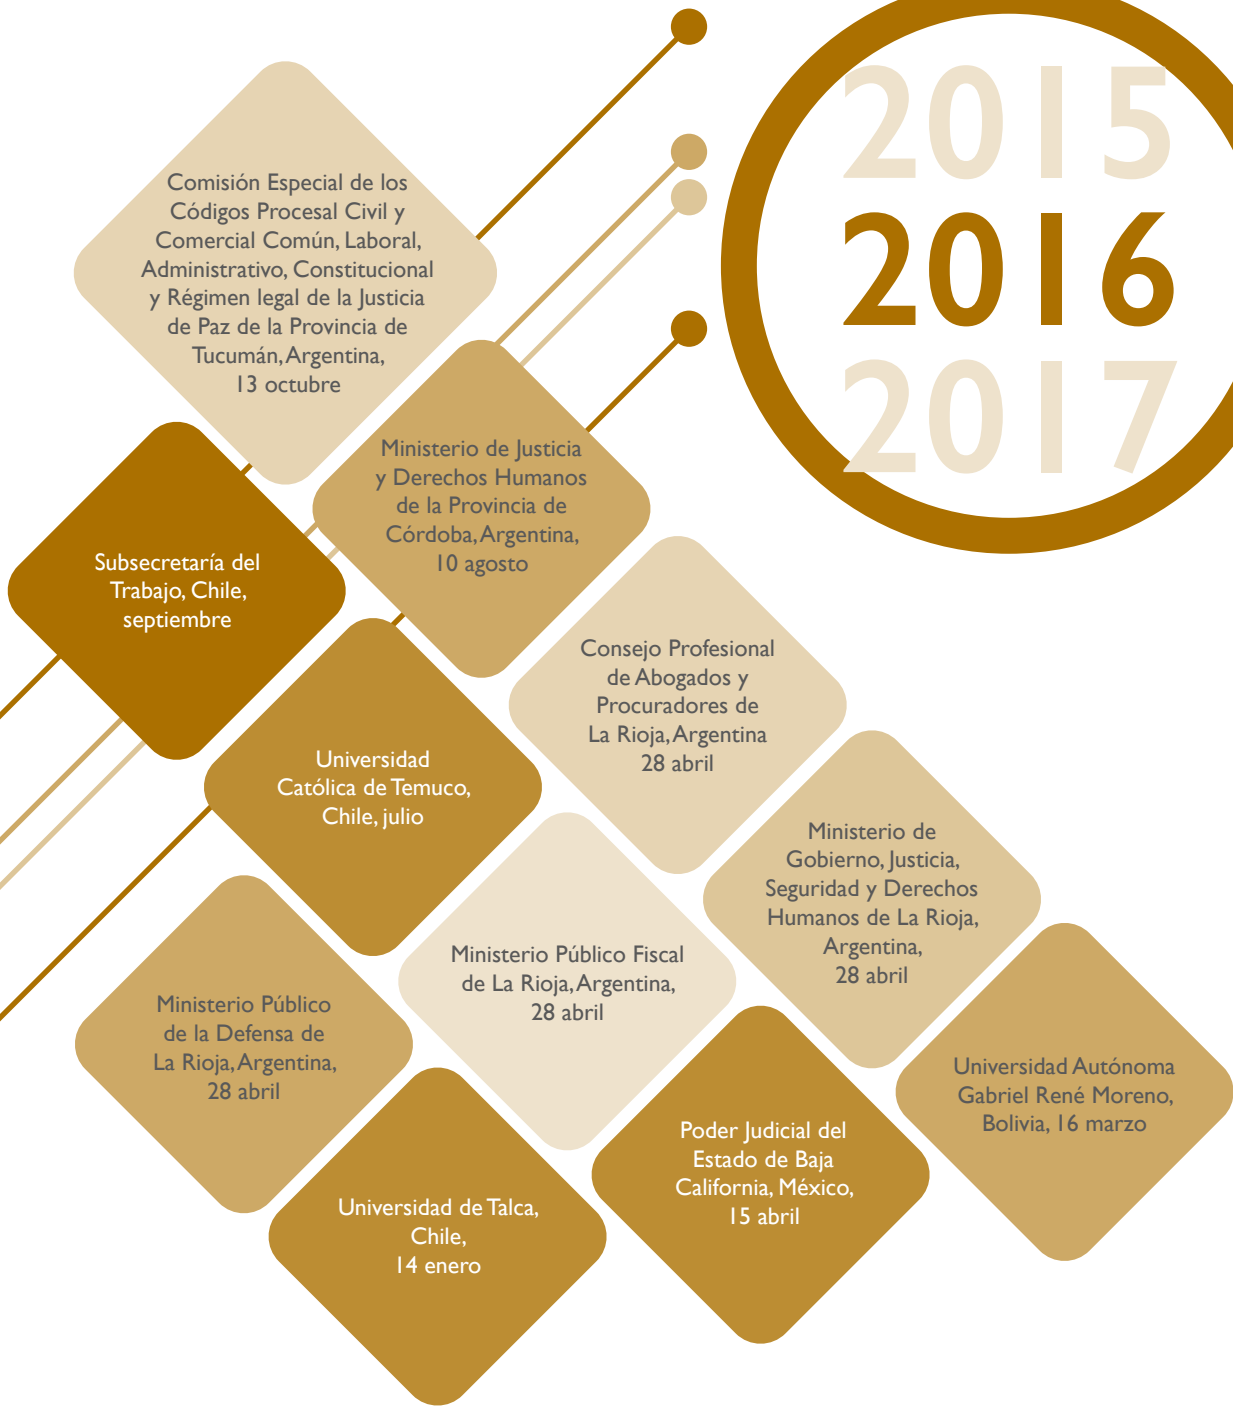 2015
2016
2017
Comisión Especial de los
Códigos Procesal Civil y
Comercial Común, Laboral,
Administrativo, Constitucional
y Régimen legal de la Justicia
de Paz de la Provincia de
Tucumán, Argentina,
13 octubre
Ministerio de Justicia
y Derechos Humanos
de la Provincia de
Córdoba, Argentina,
10 agosto
Subsecretaría del
Trabajo, Chile,
septiembre
Consejo Profesional
de Abogados y
Procuradores de
La Rioja, Argentina
28 abril
Universidad
Católica de Temuco,
Chile, julio
Ministerio de
Gobierno, Justicia,
Seguridad y Derechos
Humanos de La Rioja,
Argentina,
28 abril
Ministerio Público Fiscal
de La Rioja, Argentina,
28 abril
Ministerio Público
de la Defensa de
La Rioja, Argentina,
28 abril
Universidad Autónoma
Gabriel René Moreno,
Bolivia, 16 marzo
Poder Judicial del
Estado de Baja
California, México,
15 abril
Universidad de Talca,
Chile,
14 enero